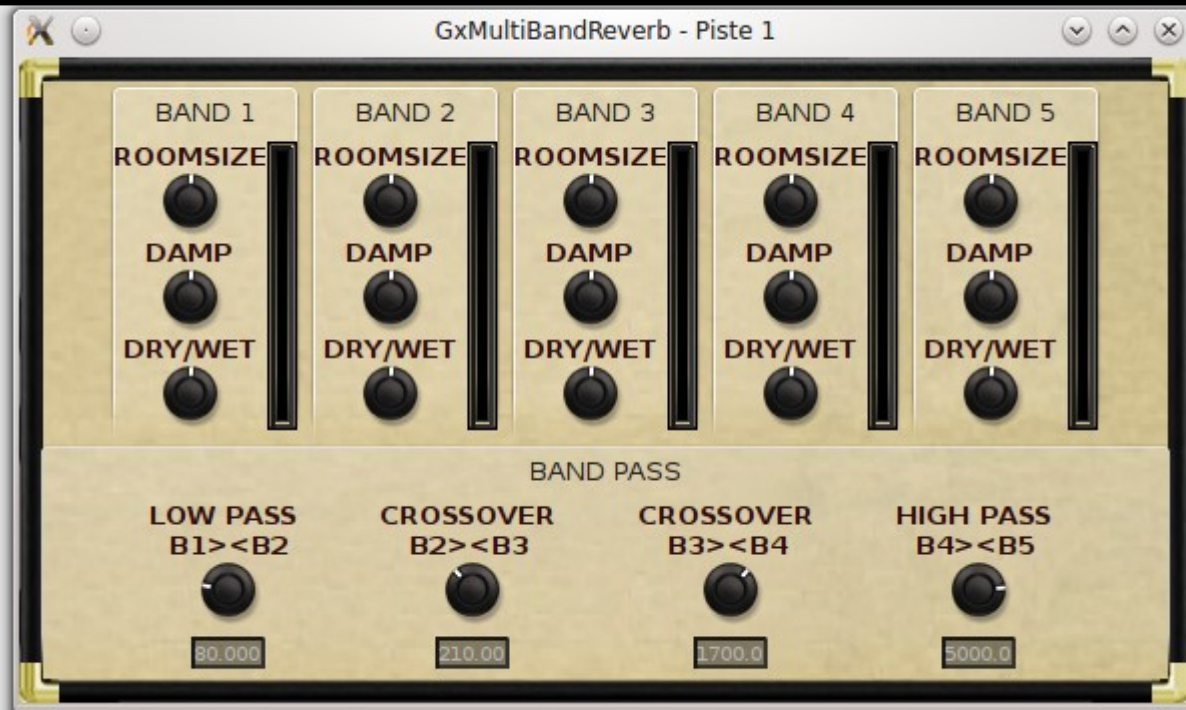 GxMultiBandReverb - Piste 1
BAND 1 BAND 2 BAND 3 BAND 4 BAND 5
ROOMSIZE ROOMSIZE ROOMSIZE ROOMSIZE ROOMSIZE
DAMP DAMP DAMP DAMP DAMP
DRY/WET DRY/WET DRY/WET DRY/WET DRY/WET
BAND PASS
LOW PASS CROSSOVER CROSSOVER HIGH PASS
B1><B2 B2><B3 B3><B4 B4><B5
80.000 210.00 1700.0 5000.0